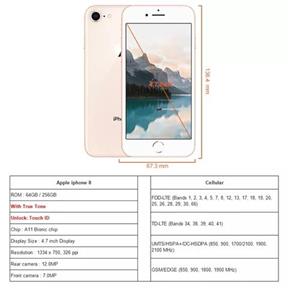 4.7"
138.4 mm
iPh
67.3 mm
Apple iphone 8
ROM : 64GB / 256GB
With True Tone
Unlock: Touch ID
Chip : A11 Bionic chip
Display Size : 4.7 inch Display
Resolution : 1334 x 750, 326 ppi
Rear camera : 12.0MP
Front camera : 7.0MP
Cellular
FDD-LTE (Bands 1, 2, 3, 4, 5, 7, 8, 12, 13, 17, 18, 19, 20,
25, 26, 28, 29, 30, 66)
TD-LTE (Bands 34, 38, 39, 40, 41)
UMTS/HSPA+/DC-HSDPA (850, 900, 1700/2100, 1900,
2100 MHz)
GSM/EDGE (850, 900, 1800, 1900 MHz)